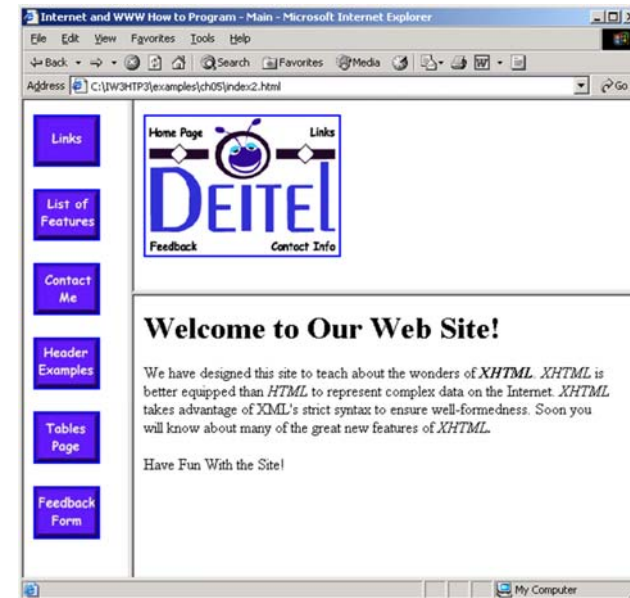 Internet and WWW How to Program - Main - Microsoft Internet Explorer
File Edit View Favorites Tools Help
Back Search Favorites Media
Address C:\IW3HTP3\examples\ch05\index2.html Go
Links
List of
Features
Contact
Me
Header
Examples
Tables
Page
Feedback
Form
Home Page Links
DEITEL
Feedback Contact Info
Welcome to Our Web Site!
We have designed this site to teach about the wonders of XHTML. XHTML is
better equipped than HTML to represent complex data on the Internet. XHTML
takes advantage of XML's strict syntax to ensure well-formedness. Soon you
will know about many of the great new features of XHTML.
Have Fun With the Site!
My Computer